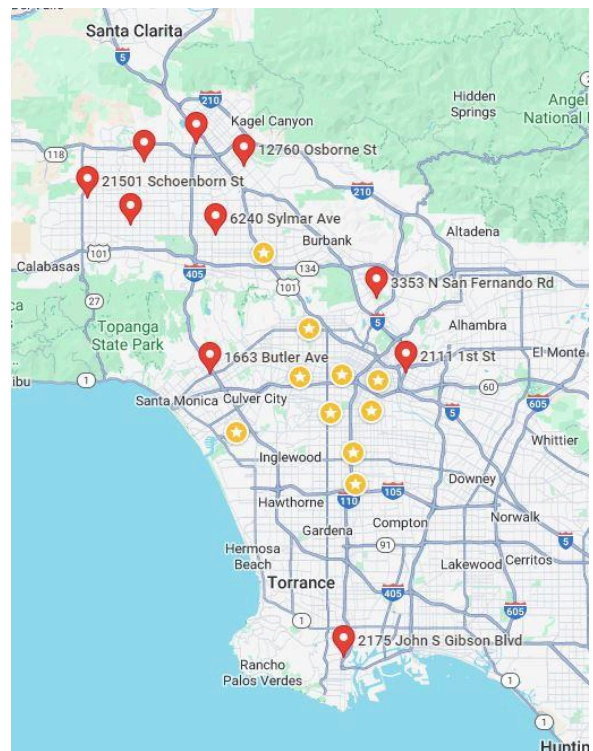 Santa Clarita
5
210
Kagel Canyon
Hidden
Springs
Angel
National F
118
12760 Osborne St
21501 Schoenborn St
210
6240 Sylmar Ave
Burbank
Altadena
101
Calabasas
405
134
101
3353 N San Fernando Rd
27
Topanga
State Park
5
Alhambra
1663 Butler Ave
2111 1st St
El Monte
ibu
1
Santa Monica
Culver City
60
5
605
Whittier
Inglewood
Downey
Hawthorne
110
105
Norwalk
Gardena
Compton
5
91
Hermosa
Beach
Lakewood
Cerritos
Torrance
405
605
1
1
2175 John S Gibson Blvd
Rancho
Palos Verdes
1
1
Huntin